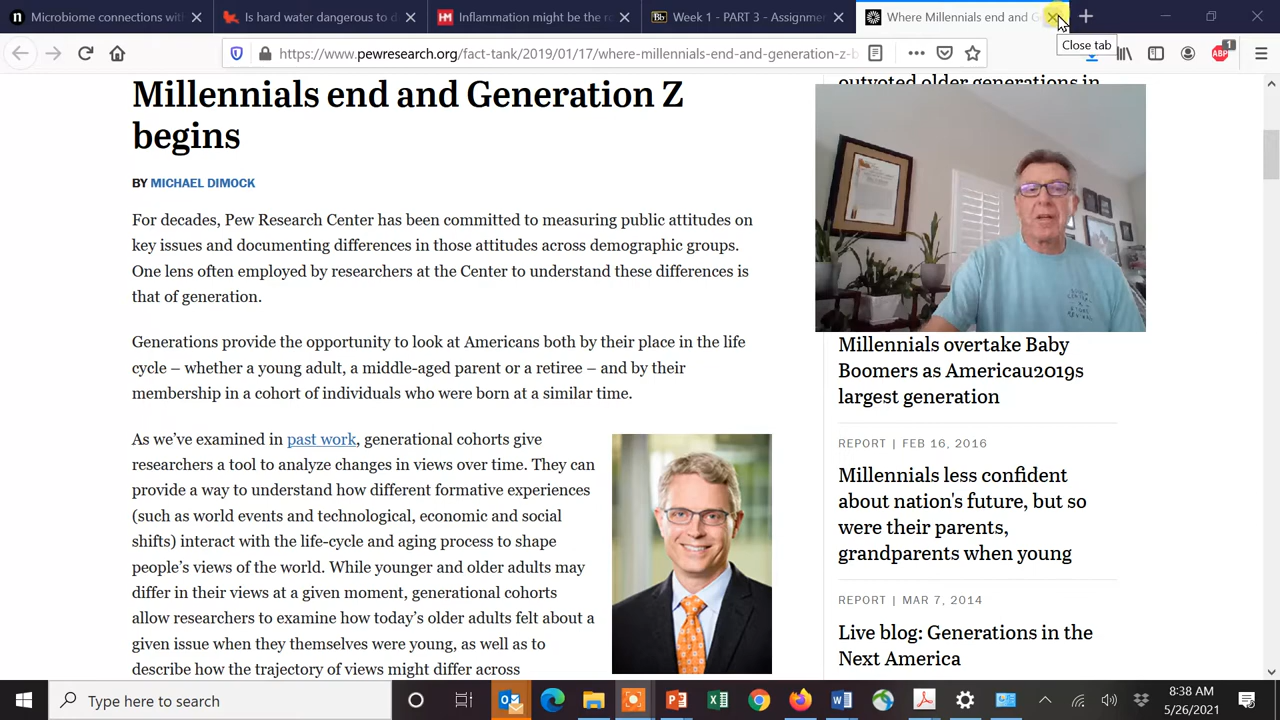 Microbiome connections wit
Is hard water dangerous to d
Inflammation might be the ro
Week 1 - PART 3 - Assignme
Where Millennials end and G
Close tab
https://www.pewresearch.org/fact-tank/2019/01/17/where-millennials-end-and-generation-z-b
ABP
1
Millennials end and Generation Z
begins
BY MICHAEL DIMOCK
For decades, Pew Research Center has been committed to measuring public attitudes on
key issues and documenting differences in those attitudes across demographic groups.
One lens often employed by researchers at the Center to understand these differences is
that of generation.
Generations provide the opportunity to look at Americans both by their place in the life
cycle – whether a young adult, a middle-aged parent or a retiree – and by their
membership in a cohort of individuals who were born at a similar time.
As we’ve examined in past work, generational cohorts give
researchers a tool to analyze changes in views over time. They can
provide a way to understand how different formative experiences
(such as world events and technological, economic and social
shifts) interact with the life-cycle and aging process to shape
people’s views of the world. While younger and older adults may
differ in their views at a given moment, generational cohorts
allow researchers to examine how today’s older adults felt about a
given issue when they themselves were young, as well as to
describe how the trajectory of views might differ across
outvoted older generations in
Millennials overtake Baby
Boomers as Americau2019s
largest generation
REPORT | FEB 16, 2016
Millennials less confident
about nation's future, but so
were their parents,
grandparents when young
REPORT | MAR 7, 2014
Live blog: Generations in the
Next America
Type here to search
8:38 AM
5/26/2021